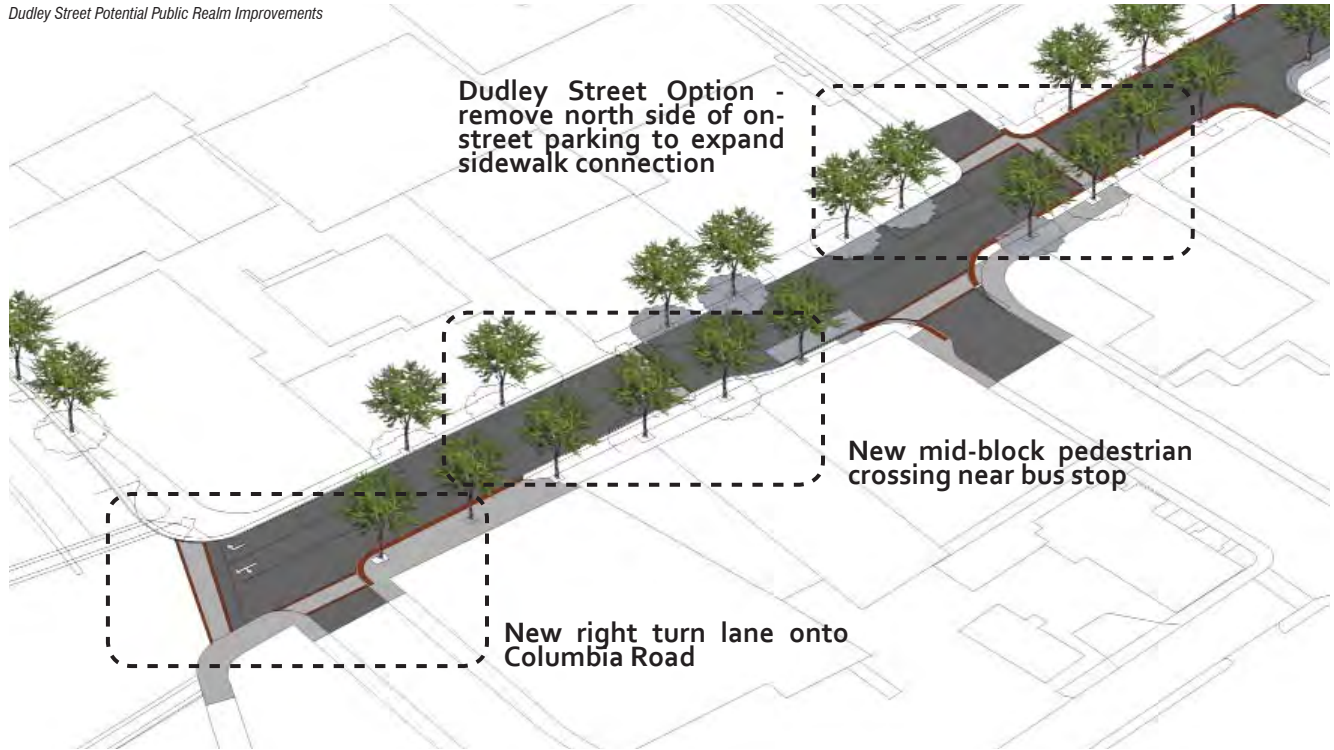 Dudley Street Potential Public Realm Improvements
Dudley Street Option -
remove north side of on-
street parking to expand
sidewalk connection
New mid-block pedestrian
crossing near bus stop
New right turn lane onto
Columbia Road